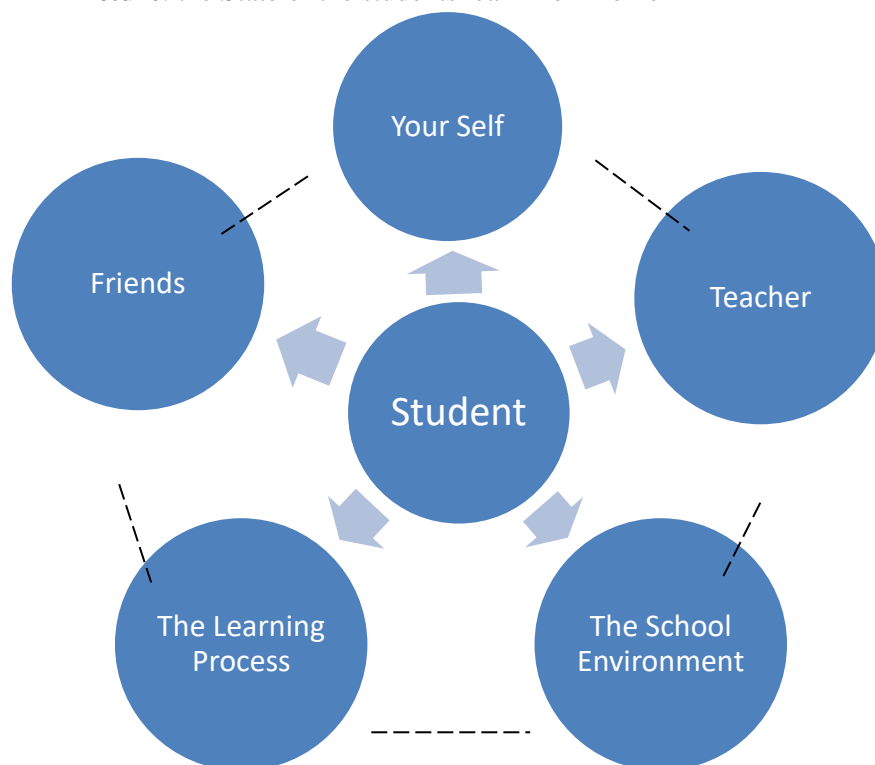 Your Self
Friends
Teacher
Student
The Learning
Process
The School
Environment